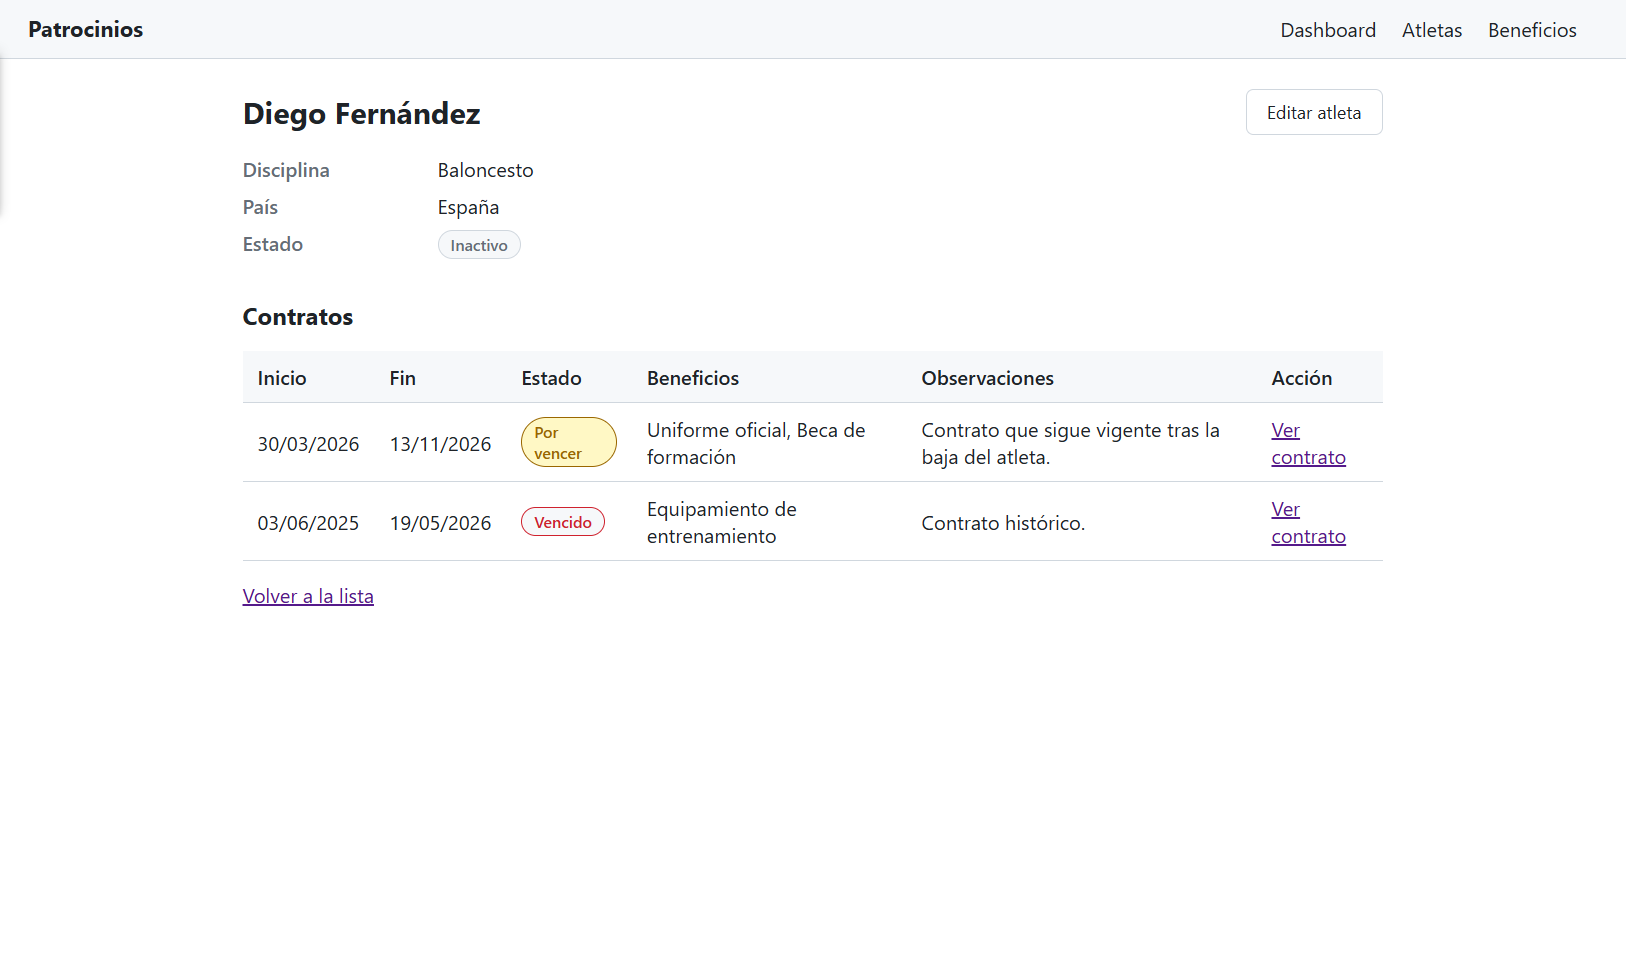 Patrocinios
Dashboard Atletas Beneficios
Diego Fernández
Editar atleta
Disciplina Baloncesto
País España
Estado Inactivo
Contratos
Inicio Fin Estado Beneficios Observaciones Acción
30/03/2026 13/11/2026 Por vencer Uniforme oficial, Beca de formación Contrato que sigue vigente tras la baja del atleta. Ver contrato
03/06/2025 19/05/2026 Vencido Equipamiento de entrenamiento Contrato histórico. Ver contrato
Volver a la lista